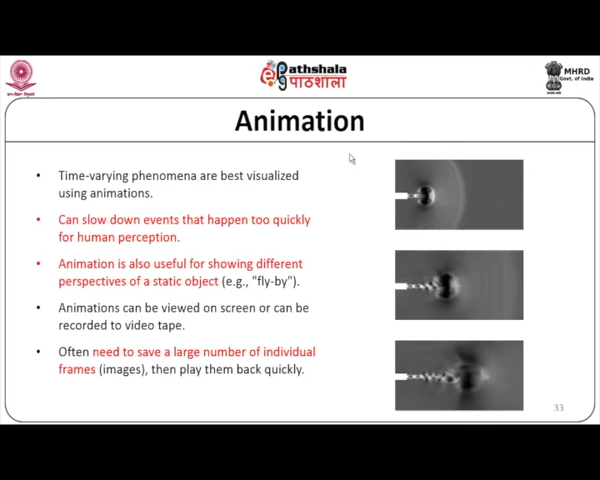 Pathshala
पाठशाला
MHRD
Govt. of India
Animation
• Time-varying phenomena are best visualized
using animations.
• Can slow down events that happen too quickly
for human perception.
• Animation is also useful for showing different
perspectives of a static object (e.g., "fly-by").
• Animations can be viewed on screen or can be
recorded to video tape.
• Often need to save a large number of individual
frames (images), then play them back quickly.
33